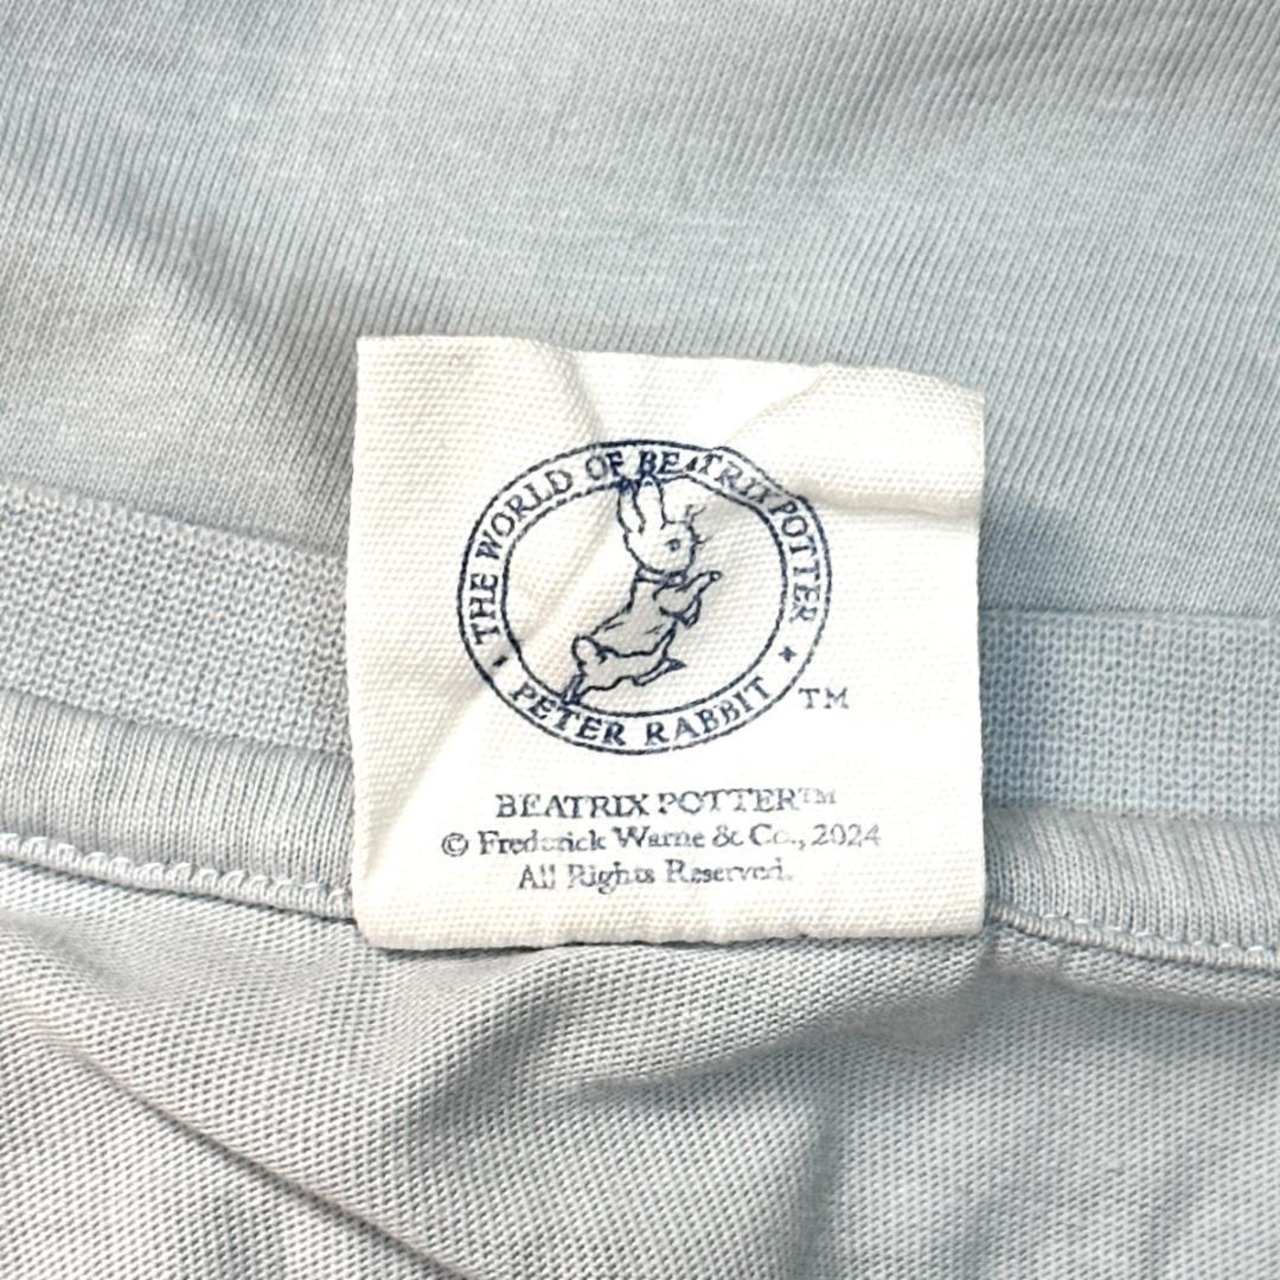 THE WORLD OF BEATRIX POTTER
PETER RABBIT
TM
BEATRIX POTTER™
© Frederick Warne & Co., 2024
All Rights Reserved.